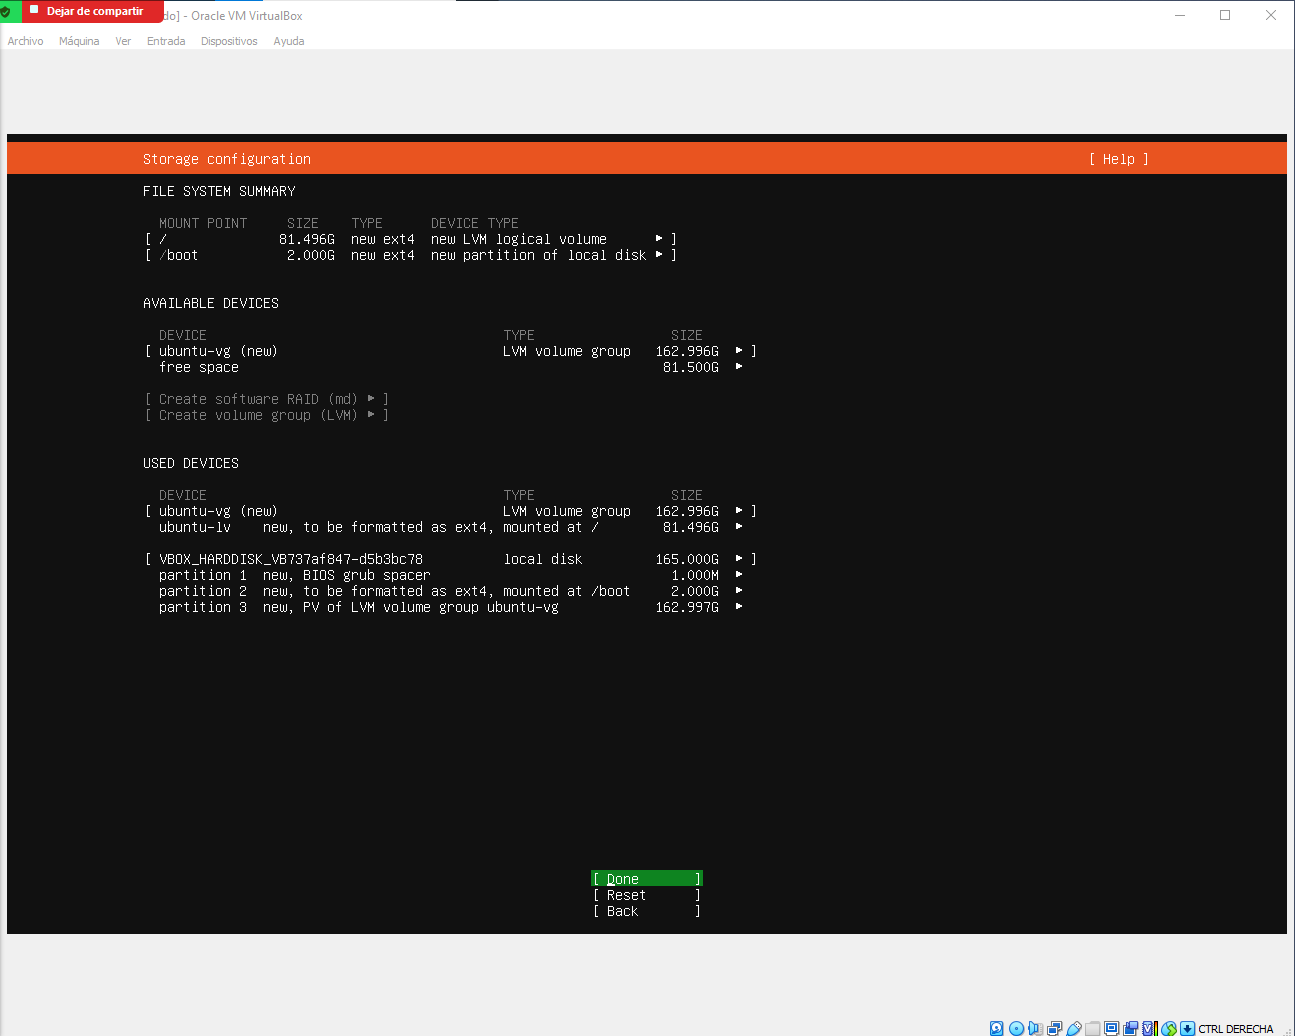 Dejar de compartir
do] - Oracle VM VirtualBox
Archivo Máquina Ver Entrada Dispositivos Ayuda
Storage configuration [ Help ]
FILE SYSTEM SUMMARY
MOUNT POINT SIZE TYPE DEVICE TYPE
[ / 81.496G new ext4 new LVM logical volume ▸ ]
[ /boot 2.000G new ext4 new partition of local disk ▸ ]
AVAILABLE DEVICES
DEVICE TYPE SIZE
[ ubuntu-vg (new) LVM volume group 162.996G ▸ ]
free space 81.500G ▸
[ Create software RAID (md) ▸ ]
[ Create volume group (LVM) ▸ ]
USED DEVICES
DEVICE TYPE SIZE
[ ubuntu-vg (new) LVM volume group 162.996G ▸ ]
ubuntu-lv new, to be formatted as ext4, mounted at / 81.496G ▸
[ VBOX_HARDDISK_VB737af847-d5b3bc78 local disk 165.000G ▸ ]
partition 1 new, BIOS grub spacer 1.000M ▸
partition 2 new, to be formatted as ext4, mounted at /boot 2.000G ▸
partition 3 new, PV of LVM volume group ubuntu-vg 162.997G ▸
[ Done ]
[ Reset ]
[ Back ]
CTRL DERECHA